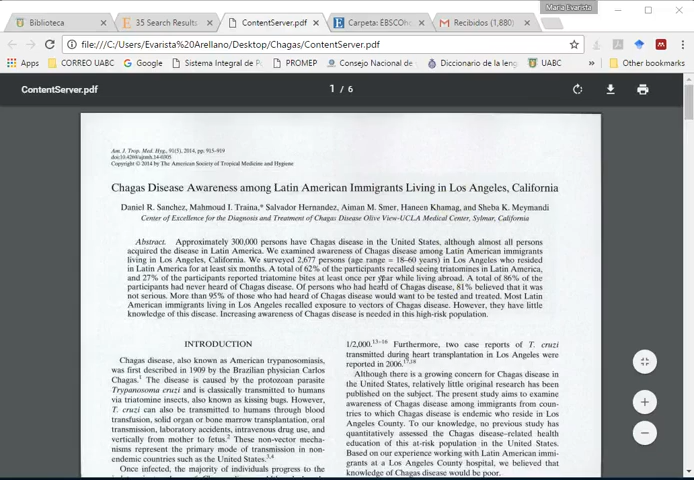 Maria Evarista
Biblioteca
35 Search Results
ContentServer.pdf
Carpeta: EBSCOh
Recibidos (1,880)
file:///C:/Users/Evarista%20Arellano/Desktop/Chagas/ContentServer.pdf
Apps
CORREO UABC
Google
Sistema Integral de
PROMEP
Consejo Nacional de
Diccionario de la leng
UABC
»
Other bookmarks
ContentServer.pdf
1 / 6
Am. J. Trop. Med. Hyg., 91(5), 2014, pp. 915–919
doi:10.4269/ajtmh.14-0305
Copyright © 2014 by The American Society of Tropical Medicine and Hygiene
Chagas Disease Awareness among Latin American Immigrants Living in Los Angeles, California
Daniel R. Sanchez, Mahmoud I. Traina,* Salvador Hernandez, Aiman M. Smer, Haneen Khamag, and Sheba K. Meymandi
Center of Excellence for the Diagnosis and Treatment of Chagas Disease Olive View-UCLA Medical Center, Sylmar, California
Abstract. Approximately 300,000 persons have Chagas disease in the United States, although almost all persons
acquired the disease in Latin America. We examined awareness of Chagas disease among Latin American immigrants
living in Los Angeles, California. We surveyed 2,677 persons (age range = 18–60 years) in Los Angeles who resided
in Latin America for at least six months. A total of 62% of the participants recalled seeing triatomines in Latin America,
and 27% of the participants reported triatomine bites at least once per year while living abroad. A total of 86% of the
participants had never heard of Chagas disease. Of persons who had heard of Chagas disease, 81% believed that it was
not serious. More than 95% of those who had heard of Chagas disease would want to be tested and treated. Most Latin
American immigrants living in Los Angeles recalled exposure to vectors of Chagas disease. However, they have little
knowledge of this disease. Increasing awareness of Chagas disease is needed in this high-risk population.
INTRODUCTION
Chagas disease, also known as American trypanosomiasis,
was first described in 1909 by the Brazilian physician Carlos
Chagas.1 The disease is caused by the protozoan parasite
Trypanosoma cruzi and is classically transmitted to humans
via triatomine insects, also known as kissing bugs. However,
T. cruzi can also be transmitted to humans through blood
transfusion, solid organ or bone marrow transplantation, oral
transmission, laboratory accidents, intravenous drug use, and
vertically from mother to fetus.2 These non-vector mecha-
nisms represent the primary mode of transmission in non-
endemic countries such as the United States.3,4
Once infected, the majority of individuals progress to the
1/2,000.13–16 Furthermore, two case reports of T. cruzi
transmitted during heart transplantation in Los Angeles were
reported in 2006.17,18
Although there is a growing concern for Chagas disease in
the United States, relatively little original research has been
published on the subject. The present study aims to examine
awareness of Chagas disease among immigrants from coun-
tries to which Chagas disease is endemic who reside in Los
Angeles County. To our knowledge, no previous study has
quantitatively assessed the Chagas disease–related health
education of this at-risk population in the United States.
Based on our experience working with Latin American immi-
grants at a Los Angeles County hospital, we believed that
knowledge of Chagas disease would be poor.